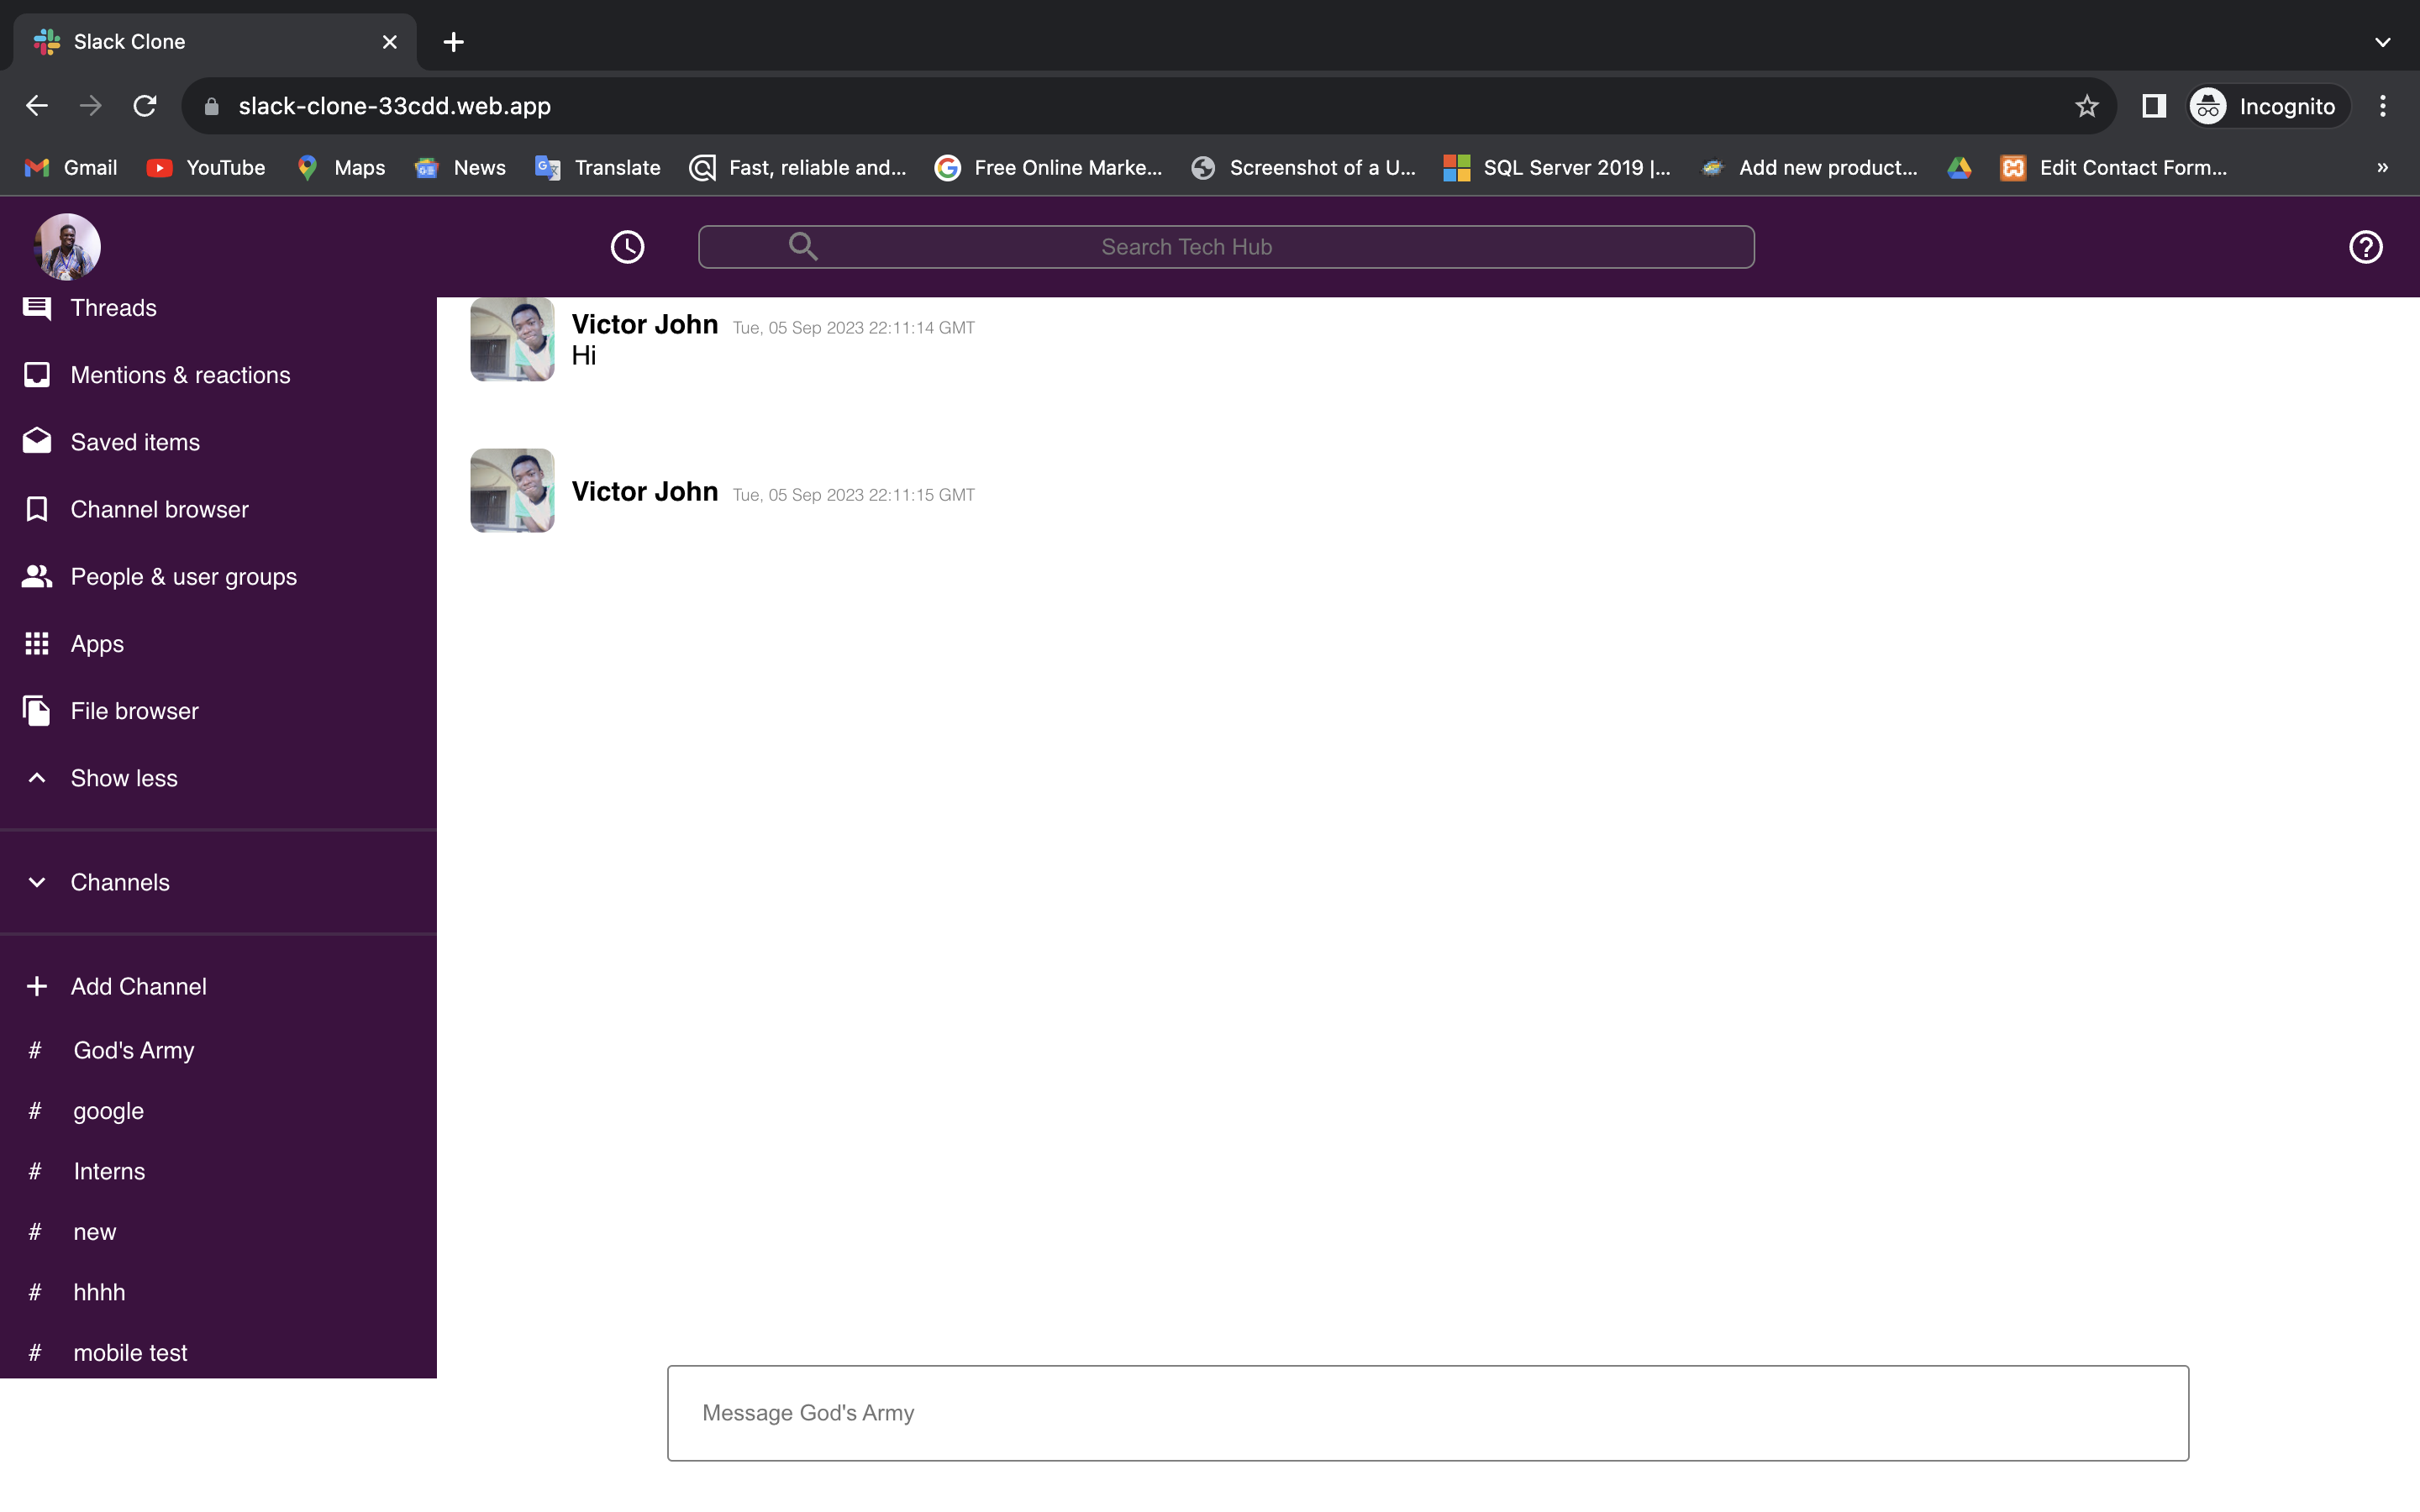 Slack Clone
slack-clone-33cdd.web.app
Incognito
Gmail
YouTube
Maps
News
Translate
Fast, reliable and...
Free Online Marke...
Screenshot of a U...
SQL Server 2019 |...
Add new product...
Edit Contact Form...
»
Search Tech Hub
Threads
Mentions & reactions
Saved items
Channel browser
People & user groups
Apps
File browser
Show less
Channels
Add Channel
# God's Army
# google
# Interns
# new
# hhhh
# mobile test
Victor John Tue, 05 Sep 2023 22:11:14 GMT
Hi
Victor John Tue, 05 Sep 2023 22:11:15 GMT
Message God's Army